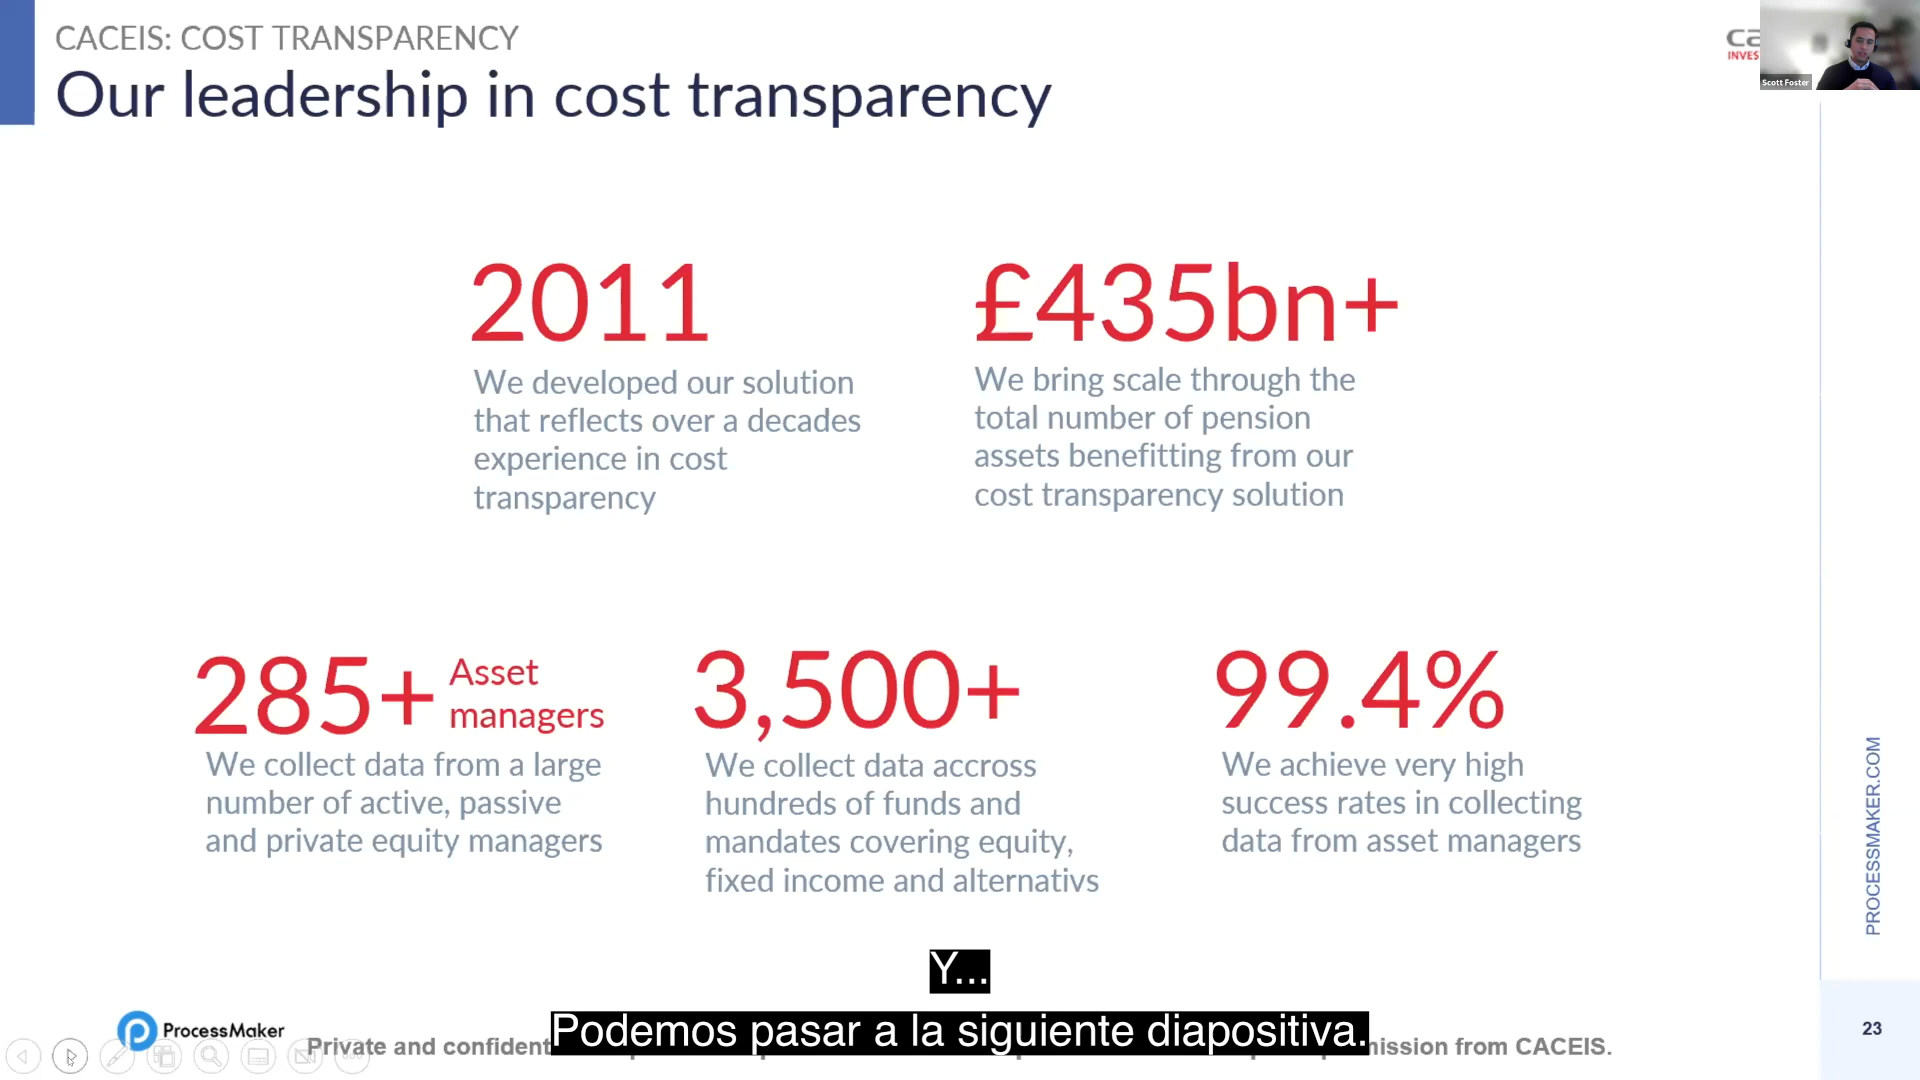 CACEIS: COST TRANSPARENCY
Our leadership in cost transparency
INVES
Scott Foster
2011
We developed our solution
that reflects over a decades
experience in cost
transparency
£435bn+
We bring scale through the
total number of pension
assets benefitting from our
cost transparency solution
285+ Asset
managers
We collect data from a large
number of active, passive
and private equity managers
3,500+
We collect data accross
hundreds of funds and
mandates covering equity,
fixed income and alternativs
99.4%
We achieve very high
success rates in collecting
data from asset managers
PROCESSMAKER.COM
Y...
Podemos pasar a la siguiente diapositiva.
ProcessMaker
Private and confident
mission from CACEIS.
23